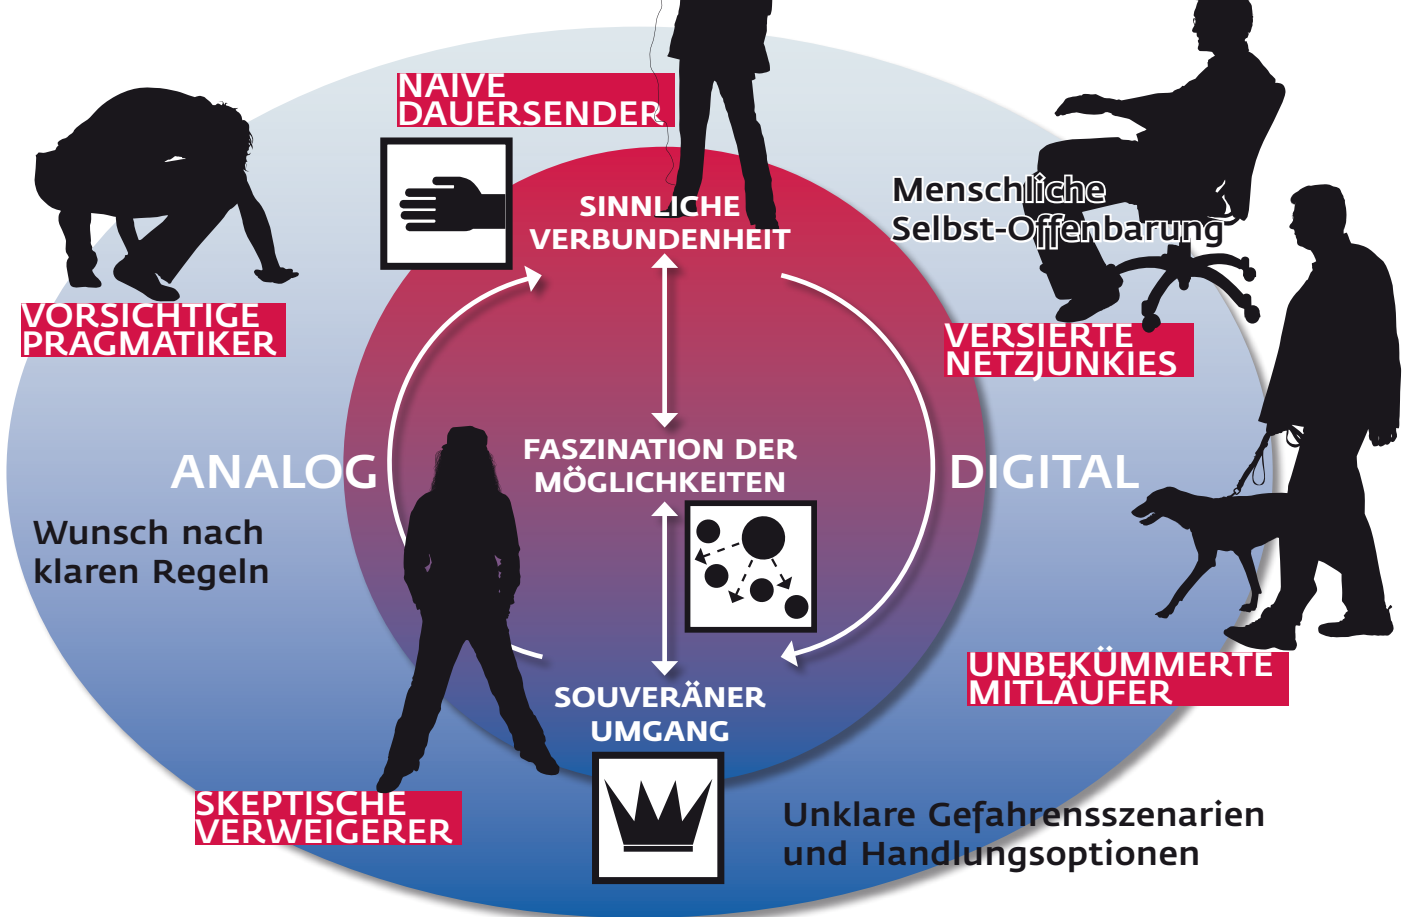 NAIVE
DAUERSENDER
SINNLICHE
VERBUNDENHEIT
Menschliche
Selbst-Offenbarung
VORSICHTIGE
PRAGMATIKER
VERSIERTE
NETZJUNKIES
ANALOG
FASZINATION DER
MÖGLICHKEITEN
DIGITAL
Wunsch nach
klaren Regeln
UNBEKÜMMERTE
MITLÄUFER
SOUVERÄNER
UMGANG
SKEPTISCHE
VERWEIGERER
Unklare Gefahrensszenarien
und Handlungsoptionen